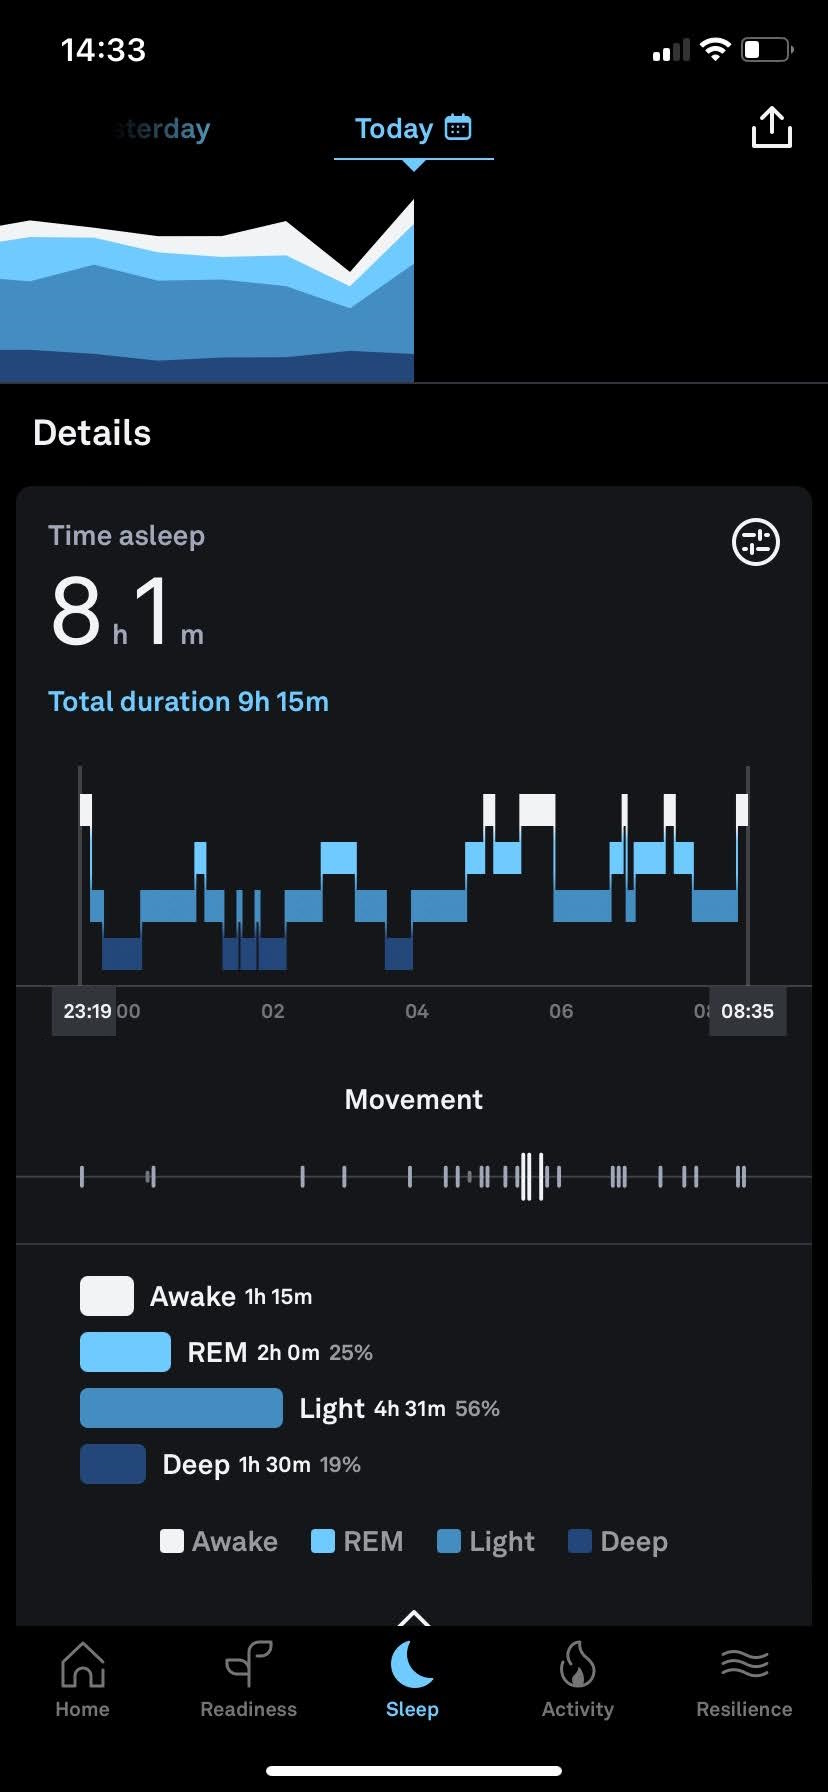 14:33
sterday
Today
Details
Time asleep
8 h 1 m
Total duration 9h 15m
23:19 00 02 04 06 08:35
Movement
Awake 1h 15m
REM 2h 0m 25%
Light 4h 31m 56%
Deep 1h 30m 19%
Awake REM Light Deep
Home Readiness Sleep Activity Resilience